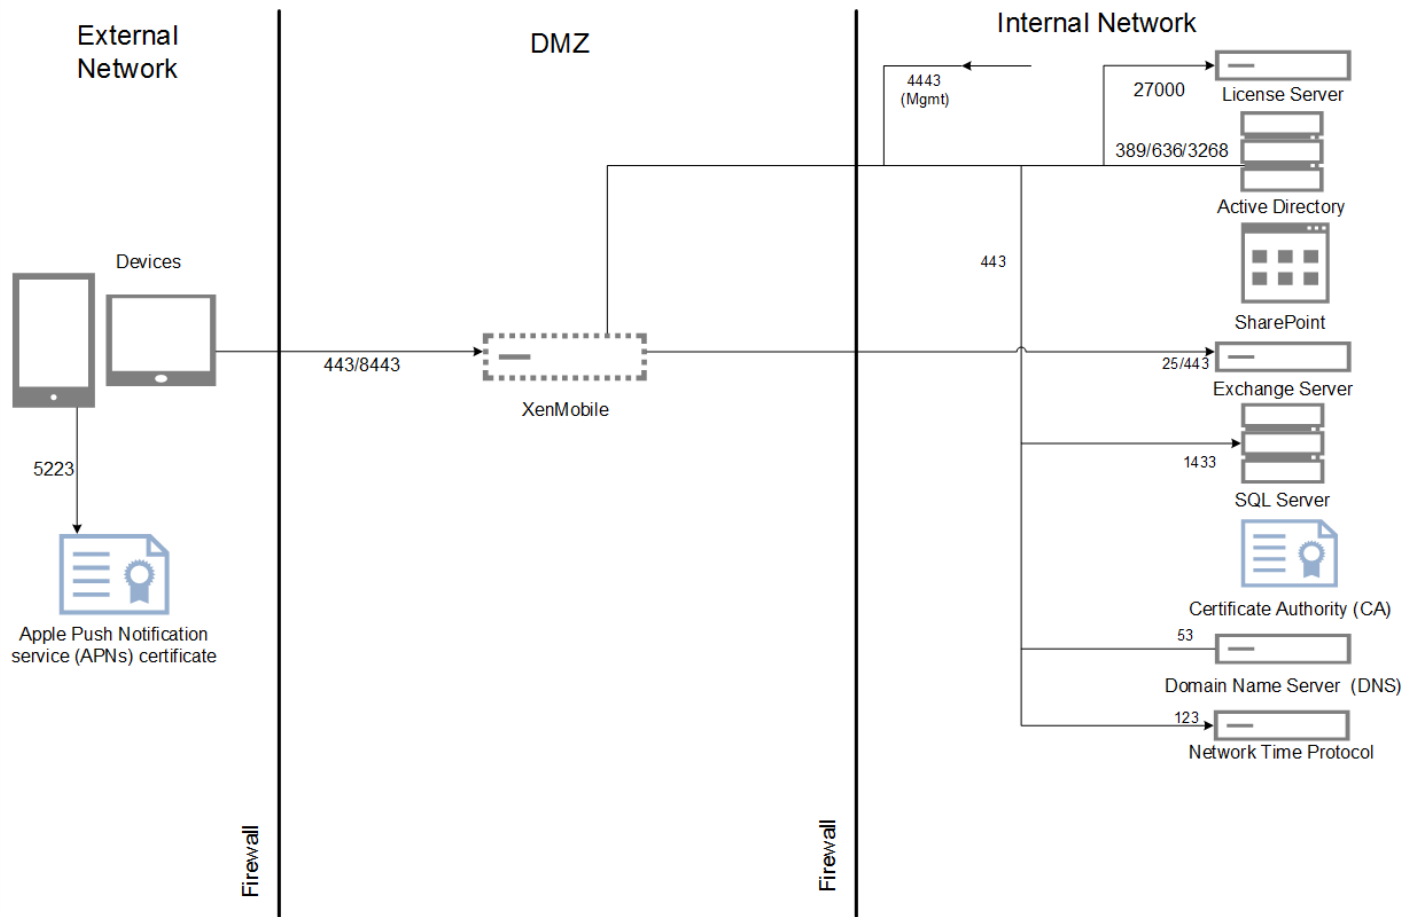 External
Network
DMZ
Internal Network
4443
(Mgmt)
27000
License Server
389/636/3268
Active Directory
Devices
443
SharePoint
443/8443
XenMobile
25/443
Exchange Server
5223
1433
SQL Server
Apple Push Notification
service (APNs) certificate
Certificate Authority (CA)
53
Domain Name Server (DNS)
123
Network Time Protocol
Firewall
Firewall